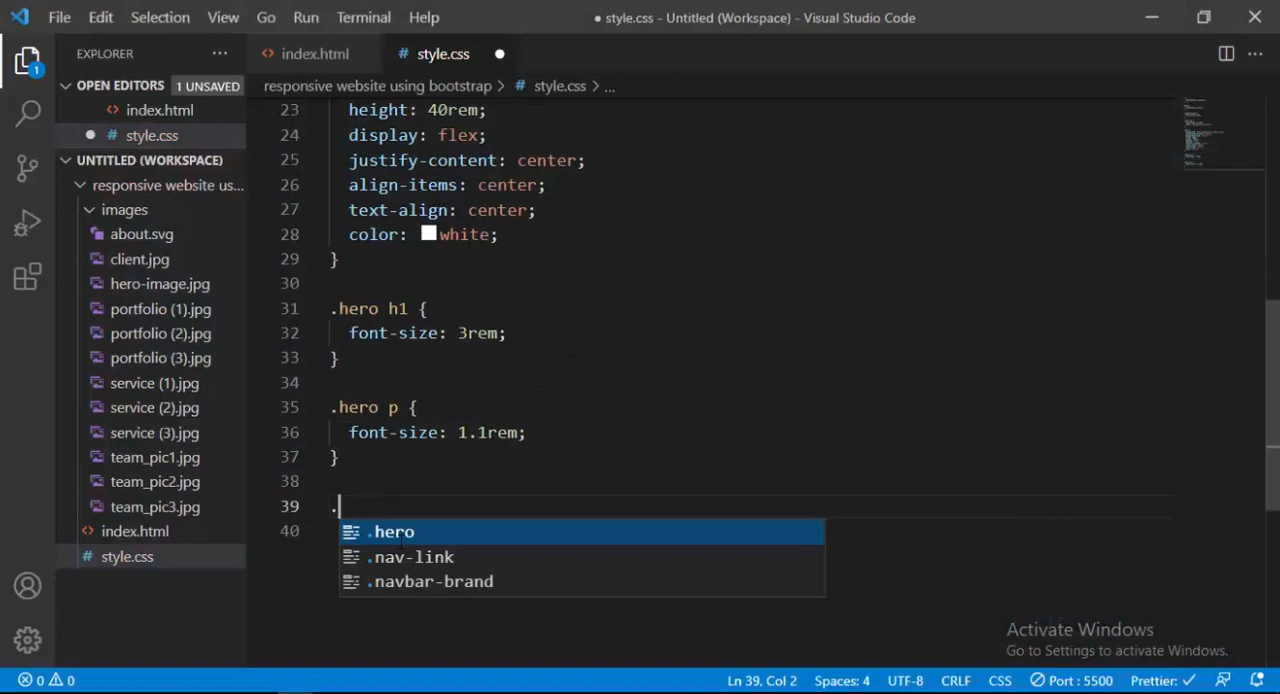 File Edit Selection View Go Run Terminal Help ● style.css - Untitled (Workspace) - Visual Studio Code
EXPLORER ···
index.html # style.css ●
OPEN EDITORS 1 UNSAVED
index.html
# style.css
UNTITLED (WORKSPACE)
responsive website us...
images
about.svg
client.jpg
hero-image.jpg
portfolio (1).jpg
portfolio (2).jpg
portfolio (3).jpg
service (1).jpg
service (2).jpg
service (3).jpg
team_pic1.jpg
team_pic2.jpg
team_pic3.jpg
index.html
# style.css
1
responsive website using bootstrap > # style.css > ...
23 height: 40rem;
24 display: flex;
25 justify-content: center;
26 align-items: center;
27 text-align: center;
28 color: white;
29 }
30
31 .hero h1 {
32 font-size: 3rem;
33 }
34
35 .hero p {
36 font-size: 1.1rem;
37 }
38
39 .
40
.hero
.nav-link
.navbar-brand
Activate Windows
Go to Settings to activate Windows.
0 0 Ln 39, Col 2 Spaces: 4 UTF-8 CRLF CSS Port : 5500 Prettier: ✓